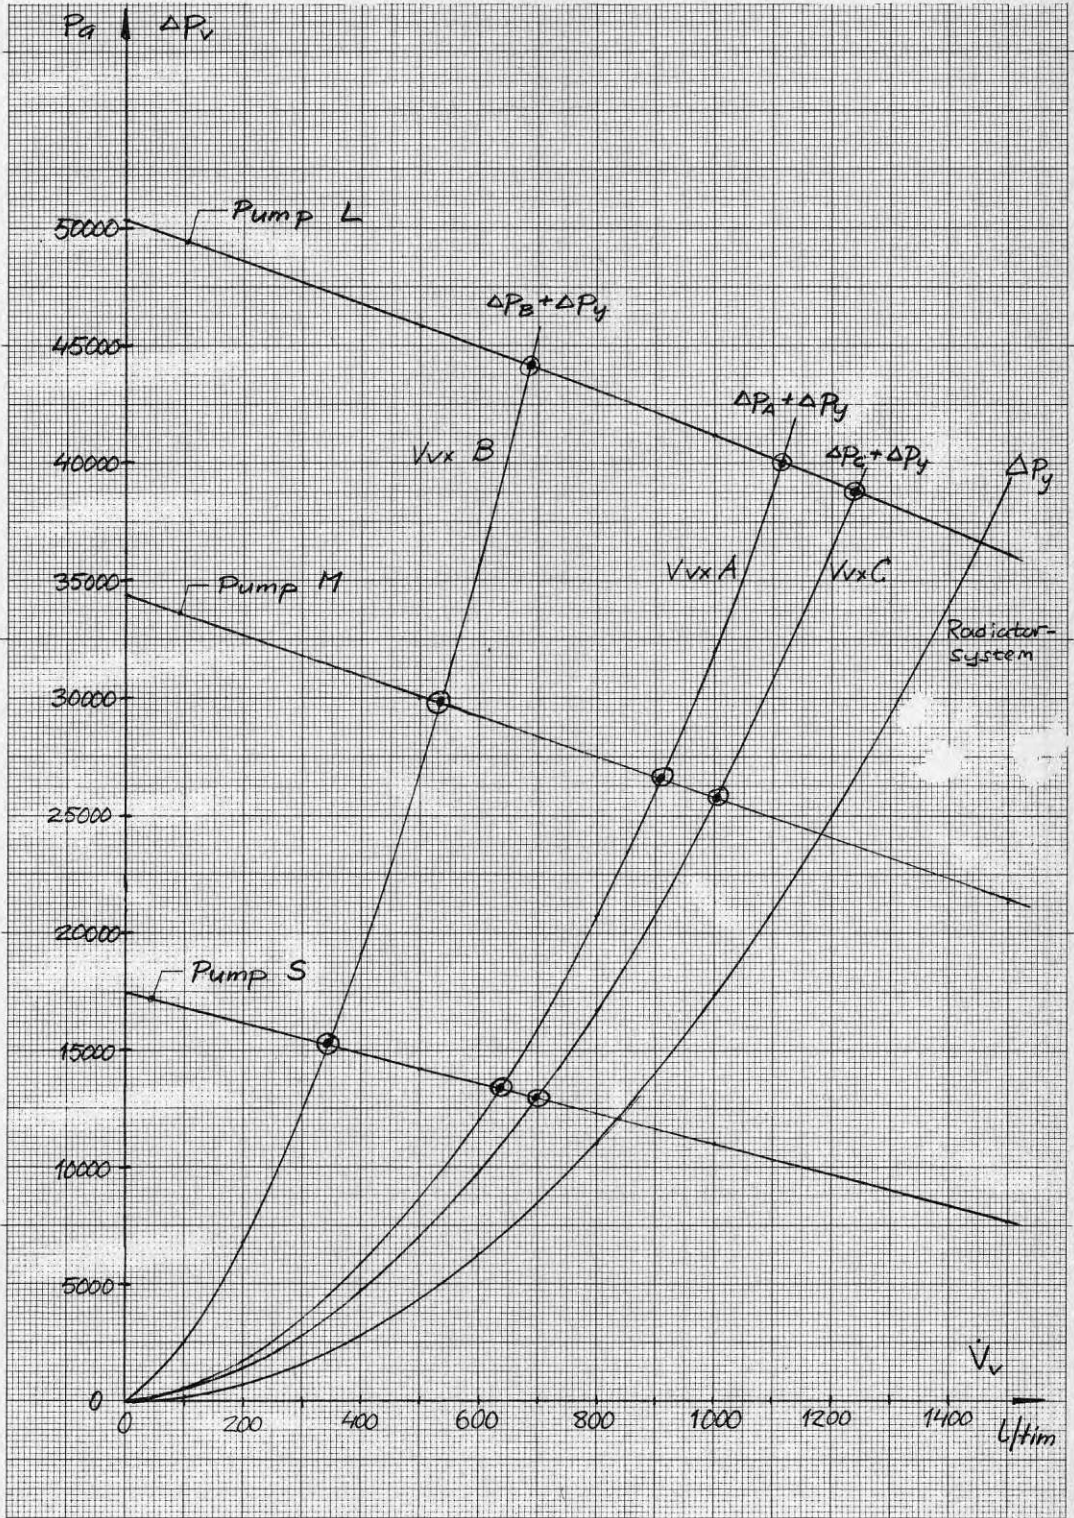 Pa ΔPv
Pump L
50000
ΔPB + ΔPy
45000
ΔPA + ΔPy
Vvx B
40000
ΔPC + ΔPy
ΔPy
Vvx A
Vvx C
35000
Pump M
Radiator-
system
30000
25000
20000
Pump S
15000
10000
5000
V̇v
0
0 200 400 600 800 1000 1200 1400
l/tim